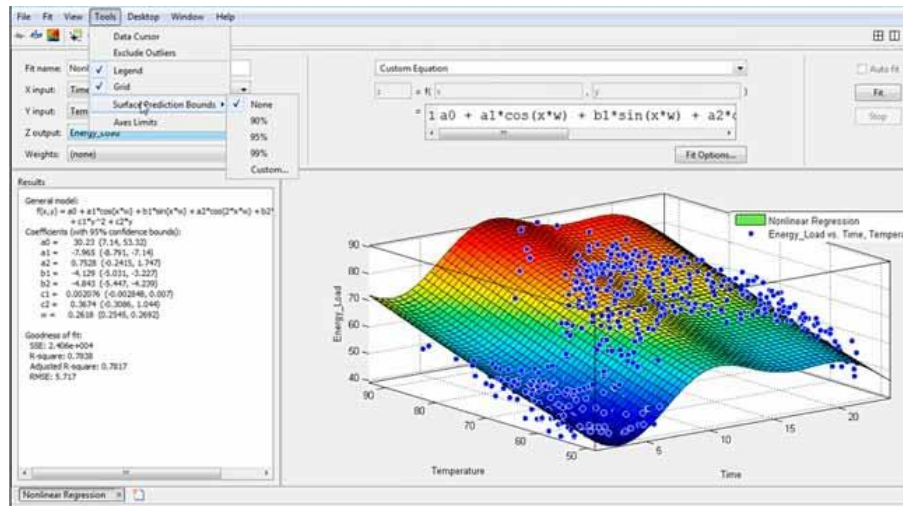 File Fit View Tools Desktop Window Help
Data Cursor
Exclude Outliers
Legend
Grid
Surface Prediction Bounds
Axes Limits
None
90%
95%
99%
Custom...
Fit name:
X input:
Y input:
Z output: Energy_Load
Weights: (none)
Custom Equation
Auto fit
z = f( x , y )
= 1 a0 + a1*cos(x*w) + b1*sin(x*w) + a2*
Fit
Stop
Fit Options...
Results
General model:
f(x,y) = a0 + a1*cos(x*w) + b1*sin(x*w) + a2*cos(2*x*w) + b2*
+ c1*y^2 + c2*y
Coefficients (with 95% confidence bounds):
a0 = 30.23 (7.14, 53.32)
a1 = -7.965 (-8.791, -7.14)
a2 = 0.7528 (-0.2415, 1.747)
b1 = -4.129 (-5.031, -3.227)
b2 = -4.843 (-5.447, -4.239)
c1 = 0.002076 (-0.002848, 0.007)
c2 = 0.3674 (-0.3086, 1.044)
w = 0.2618 (0.2545, 0.2692)
Goodness of fit:
SSE: 2.406e+004
R-square: 0.7838
Adjusted R-square: 0.7817
RMSE: 5.717
Nonlinear Regression
Energy_Load vs. Time, Tempera
Energy_Load
90
80
70
60
50
40
90
80
70
60
50
Temperature
5
10
15
20
Time
Nonlinear Regression